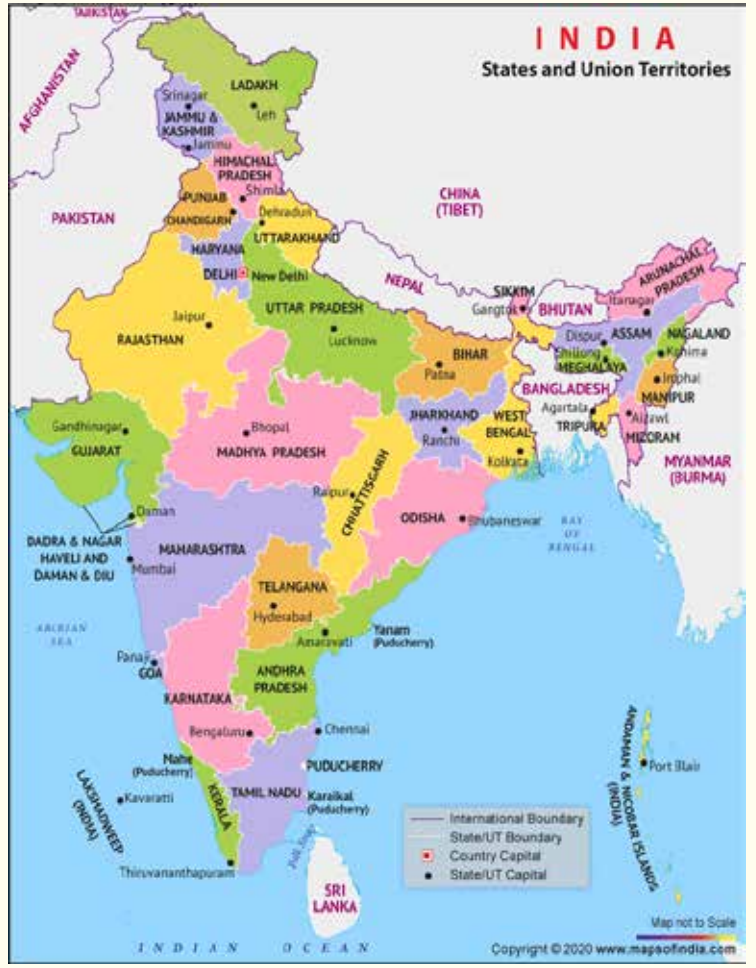 TAJIKISTAN
AFGHANISTAN
INDIA
States and Union Territories
LADAKH
Srinagar
Leh
JAMMU &
KASHMIR
Jammu
HIMACHAL
PRADESH
Shimla
PUNJAB
CHANDIGARH
Dehradun
UTTARAKHAND
CHINA
(TIBET)
PAKISTAN
HARYANA
DELHI
New Delhi
NEPAL
SIKKIM
Gangtok
BHUTAN
ARUNACHAL
PRADESH
Itanagar
RAJASTHAN
Jaipur
UTTAR PRADESH
Lucknow
BIHAR
Patna
Dispur
ASSAM
NAGALAND
Shillong
Kohima
MEGHALAYA
Imphal
MANIPUR
BANGLADESH
Agartala
TRIPURA
Aizawl
MIZORAM
MYANMAR
(BURMA)
Gandhinagar
GUJARAT
Bhopal
MADHYA PRADESH
JHARKHAND
Ranchi
WEST
BENGAL
Kolkata
Raipur
CHHATTISGARH
ODISHA
Bhubaneswar
BAY
OF
BENGAL
Daman
DADRA & NAGAR
HAVELI AND
DAMAN & DIU
MAHARASHTRA
Mumbai
TELANGANA
Hyderabad
ARABIAN
SEA
Amaravati
Yanam
(Puducherry)
Panaji
GOA
KARNATAKA
ANDHRA
PRADESH
Bengaluru
Chennai
Mahe
(Puducherry)
PUDUCHERRY
TAMIL NADU
Karaikal
(Puducherry)
KERALA
LAKSHADWEEP
(INDIA)
Kavaratti
Thiruvananthapuram
SRI
LANKA
ANDAMAN & NICOBAR ISLANDS
(INDIA)
Port Blair
International Boundary
State/UT Boundary
Country Capital
State/UT Capital
INDIAN OCEAN
Map not to Scale
Copyright © 2020 www.mapsofindia.com